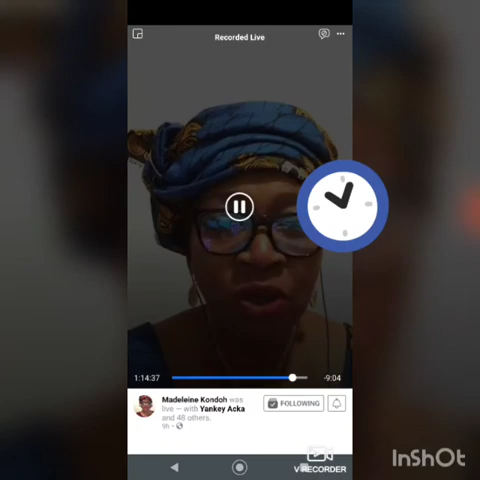 Recorded Live
1:14:37
-9:04
Madeleine Kondoh was
live — with Yankey Acka
and 48 others.
9h
FOLLOWING
V RECORDER
InShOt